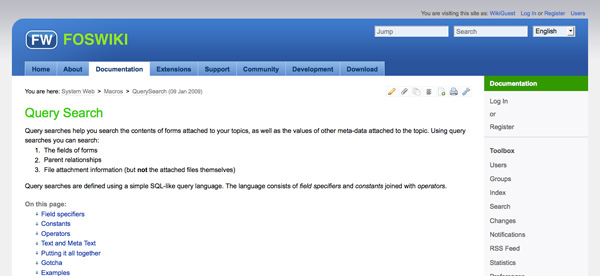 You are visiting this site as: WikiGuest Log In or Register Users
FW FOSWIKI
Jump Search English
Home About Documentation Extensions Support Community Development Download
You are here: System Web > Macros > QuerySearch (09 Jan 2009)
Query Search
Query searches help you search the contents of forms attached to your topics, as well as the values of other meta-data attached to the topic. Using query
searches you can search:
1. The fields of forms
2. Parent relationships
3. File attachment information (but not the attached files themselves)
Query searches are defined using a simple SQL-like query language. The language consists of field specifiers and constants joined with operators.
On this page:
Field specifiers
Constants
Operators
Text and Meta Text
Putting it all together
Gotcha
Examples
Documentation
Log In
or
Register
Toolbox
Users
Groups
Index
Search
Changes
Notifications
RSS Feed
Statistics
Preferences